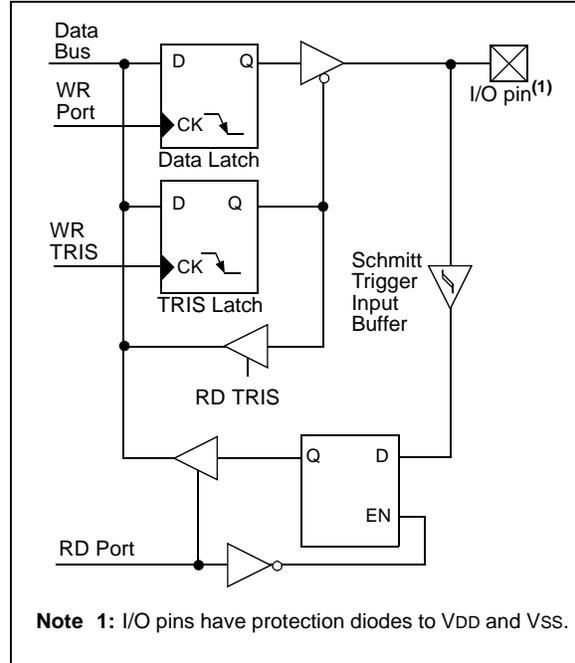 Data
Bus
D
Q
WR
Port
I/O pin(1)
CK
Data Latch
D
Q
WR
TRIS
CK
TRIS Latch
Schmitt
Trigger
Input
Buffer
RD TRIS
Q
D
EN
RD Port
Note 1: I/O pins have protection diodes to VDD and VSS.